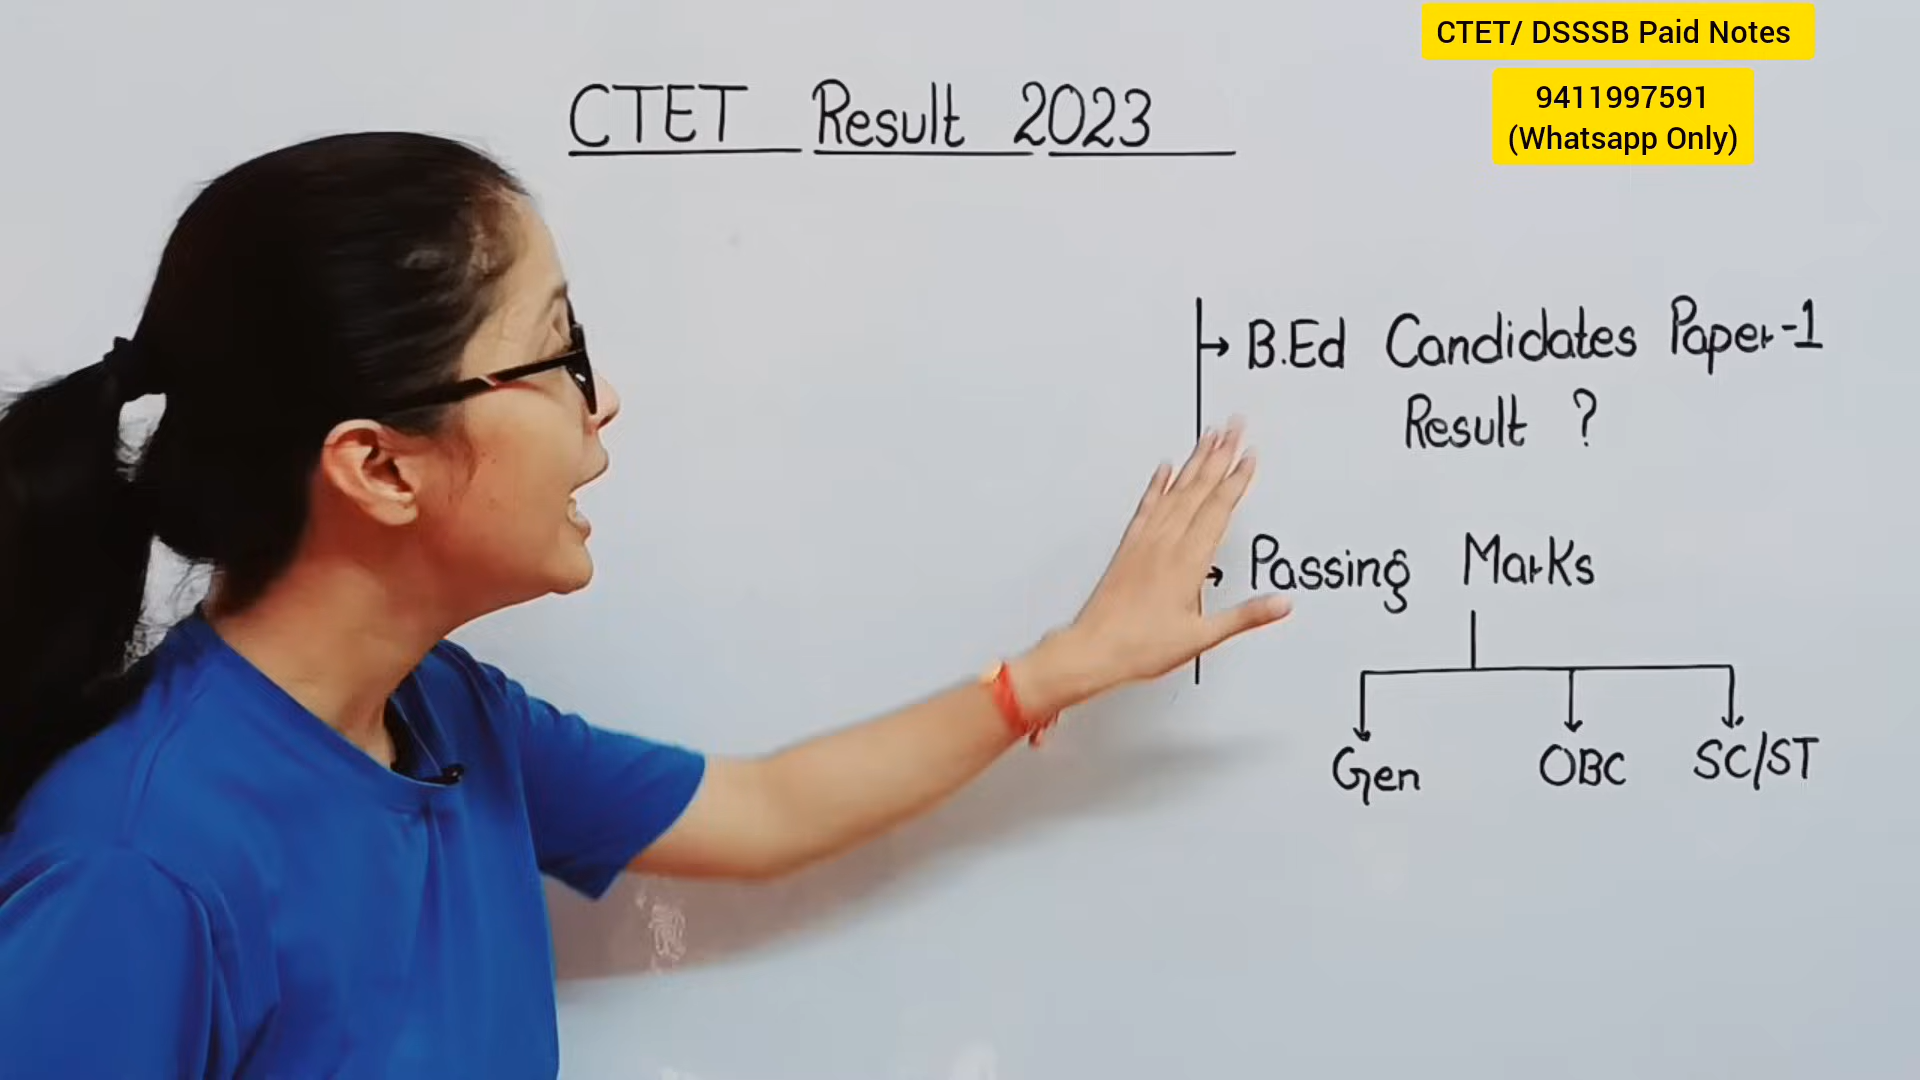 CTET/ DSSSB Paid Notes
9411997591
(Whatsapp Only)
CTET Result 2023
B.Ed Candidates Paper-1
Result ?
Passing Marks
Gen OBC SC/ST